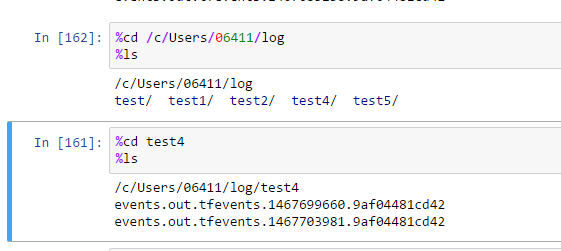 In [162]: %cd /c/Users/06411/log
%ls
/c/Users/06411/log
test/  test1/  test2/  test4/  test5/
In [161]: %cd test4
%ls
/c/Users/06411/log/test4
events.out.tfevents.1467699660.9af04481cd42
events.out.tfevents.1467703981.9af04481cd42